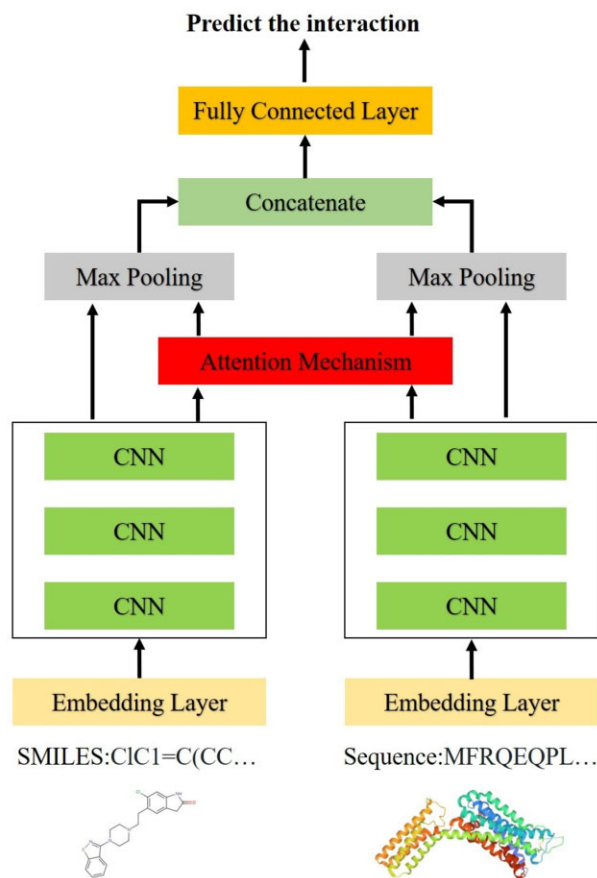 Predict the interaction
Fully Connected Layer
Concatenate
Max Pooling
Max Pooling
Attention Mechanism
CNN
CNN
CNN
CNN
CNN
CNN
Embedding Layer
Embedding Layer
SMILES:ClC1=C(CC...
Sequence:MFRQEQPL...